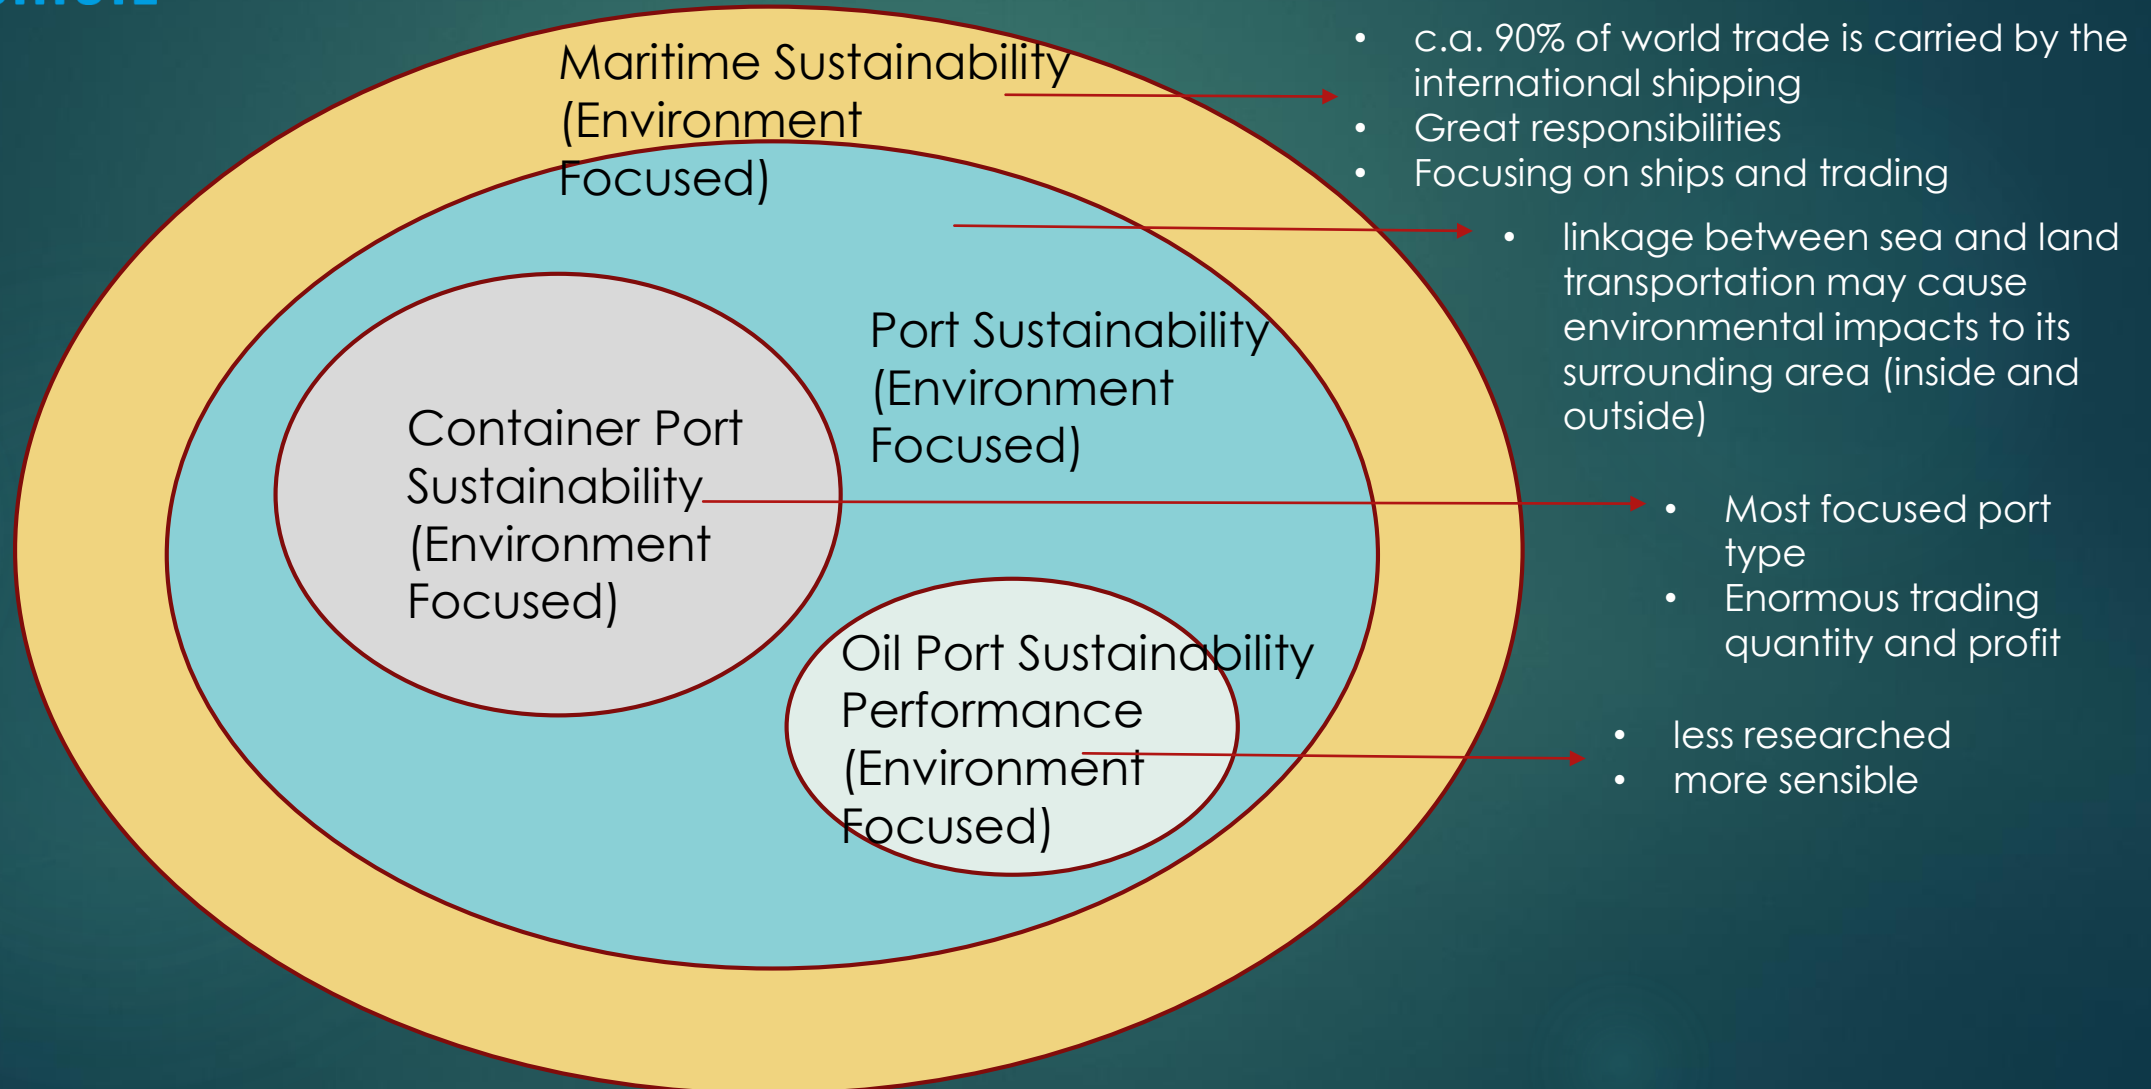 Maritime Sustainability
(Environment
Focused)
• c.a. 90% of world trade is carried by the
international shipping
• Great responsibilities
• Focusing on ships and trading
Port Sustainability
(Environment
Focused)
• linkage between sea and land
transportation may cause
environmental impacts to its
surrounding area (inside and
outside)
Container Port
Sustainability
(Environment
Focused)
• Most focused port
type
• Enormous trading
quantity and profit
Oil Port Sustainability
Performance
(Environment
Focused)
• less researched
• more sensible